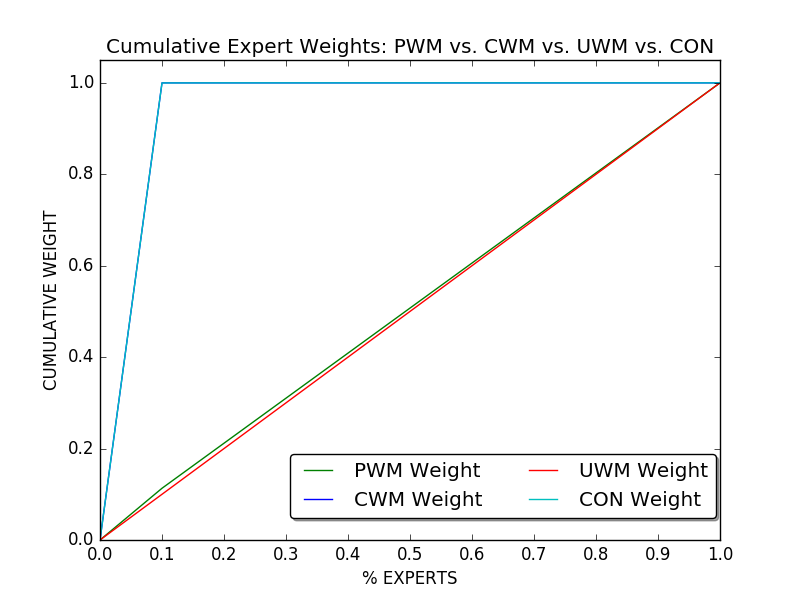 Cumulative Expert Weights: PWM vs. CWM vs. UWM vs. CON
1.0
0.8
0.6
0.4
0.2
0.0
CUMULATIVE WEIGHT
PWM Weight UWM Weight
CWM Weight CON Weight
0.0 0.1 0.2 0.3 0.4 0.5 0.6 0.7 0.8 0.9 1.0
% EXPERTS